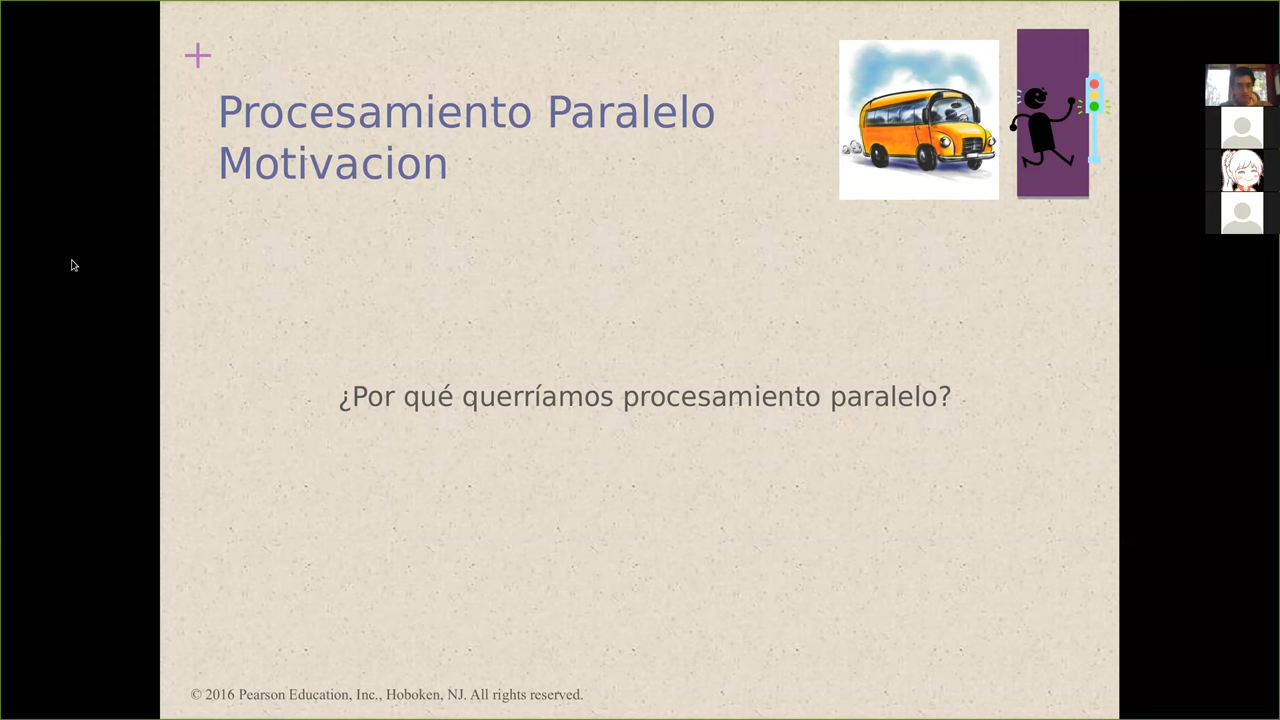 Procesamiento Paralelo
Motivacion
¿Por qué querríamos procesamiento paralelo?
© 2016 Pearson Education, Inc., Hoboken, NJ. All rights reserved.